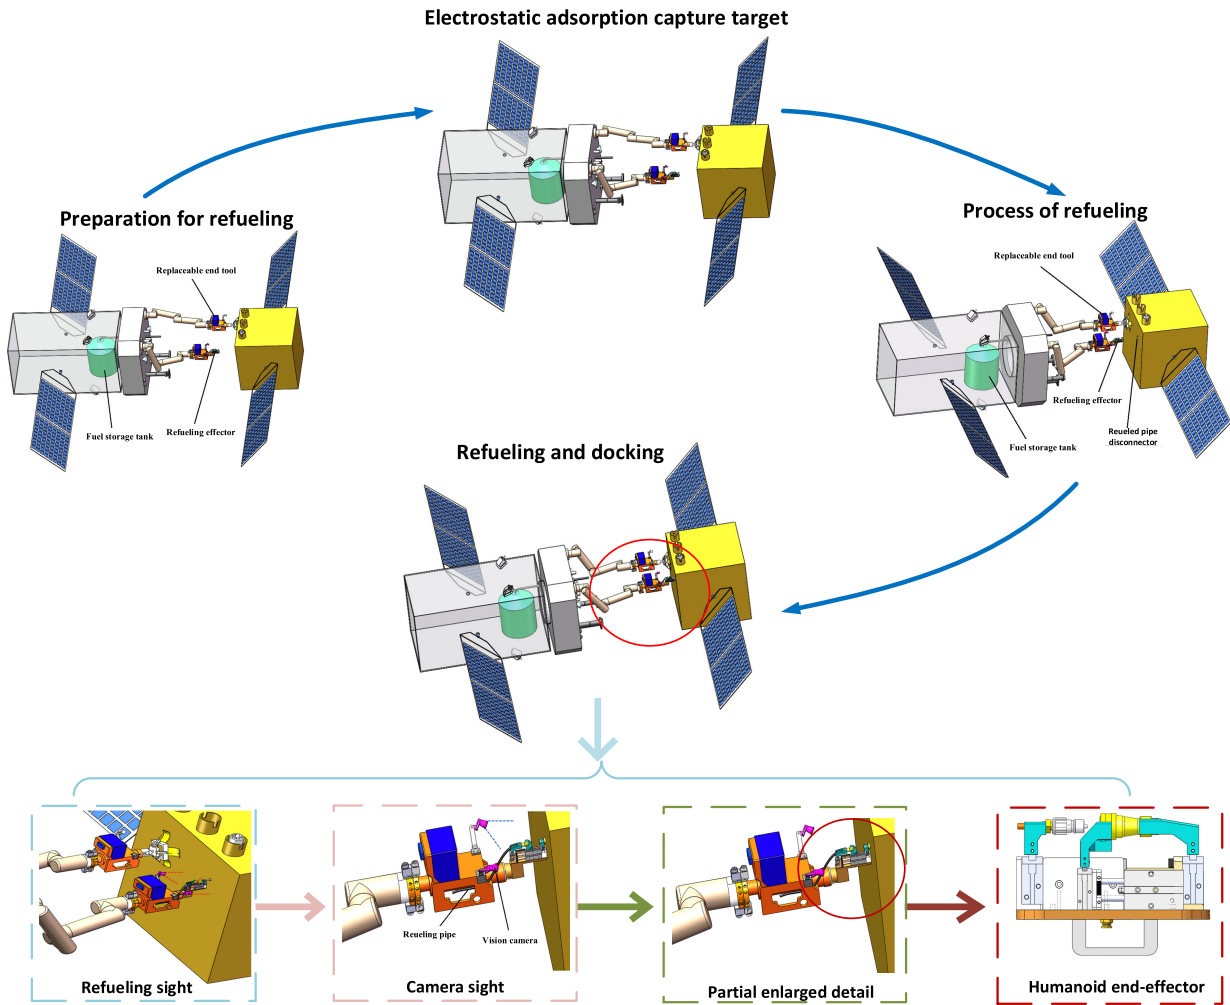 Electrostatic adsorption capture target
Preparation for refueling
Replaceable end tool
Fuel storage tank
Refueling effector
Process of refueling
Replaceable end tool
Refueling effector
Reueled pipe
disconnector
Fuel storage tank
Refueling and docking
Reueling pipe
Vision camera
Refueling sight
Camera sight
Partial enlarged detail
Humanoid end-effector